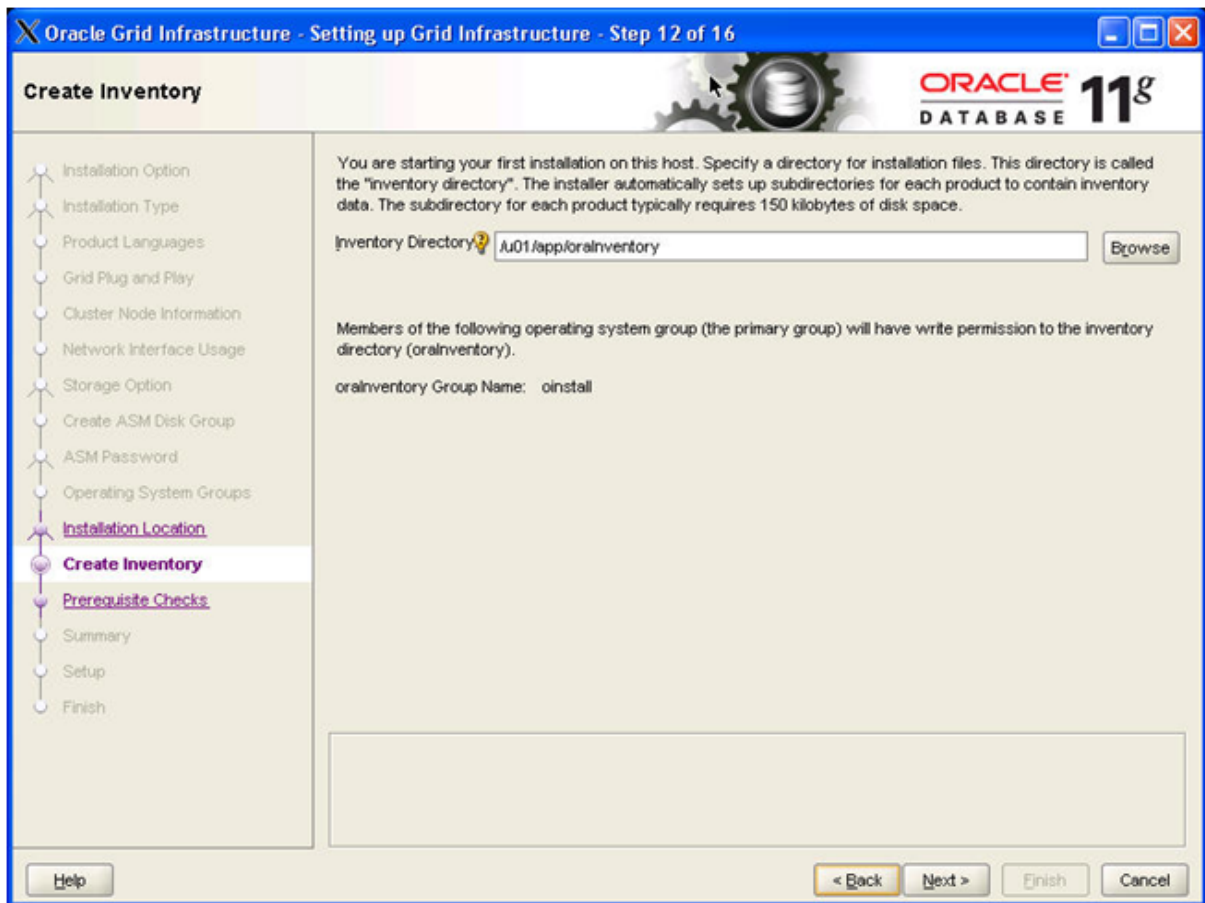 Oracle Grid Infrastructure - Setting up Grid Infrastructure - Step 12 of 16
Create Inventory
ORACLE
DATABASE
11g
Installation Option
Installation Type
Product Languages
Grid Plug and Play
Cluster Node Information
Network Interface Usage
Storage Option
Create ASM Disk Group
ASM Password
Operating System Groups
Installation Location
Create Inventory
Prerequisite Checks
Summary
Setup
Finish
You are starting your first installation on this host. Specify a directory for installation files. This directory is called
the "inventory directory". The installer automatically sets up subdirectories for each product to contain inventory
data. The subdirectory for each product typically requires 150 kilobytes of disk space.
Inventory Directory /u01/app/oraInventory Browse
Members of the following operating system group (the primary group) will have write permission to the inventory
directory (oraInventory).
oraInventory Group Name: oinstall
Help < Back Next > Finish Cancel